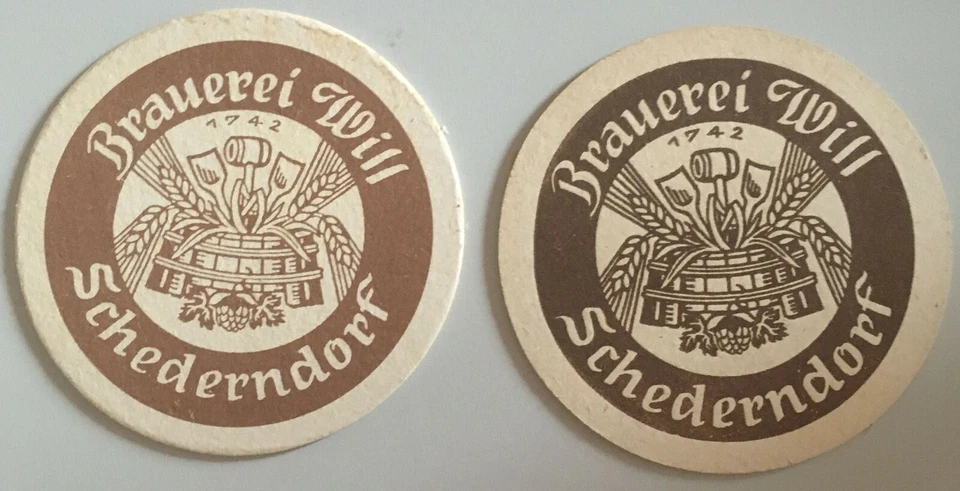 Brauerei Will
1742
Schederndorf
Brauerei Will
1742
Schederndorf